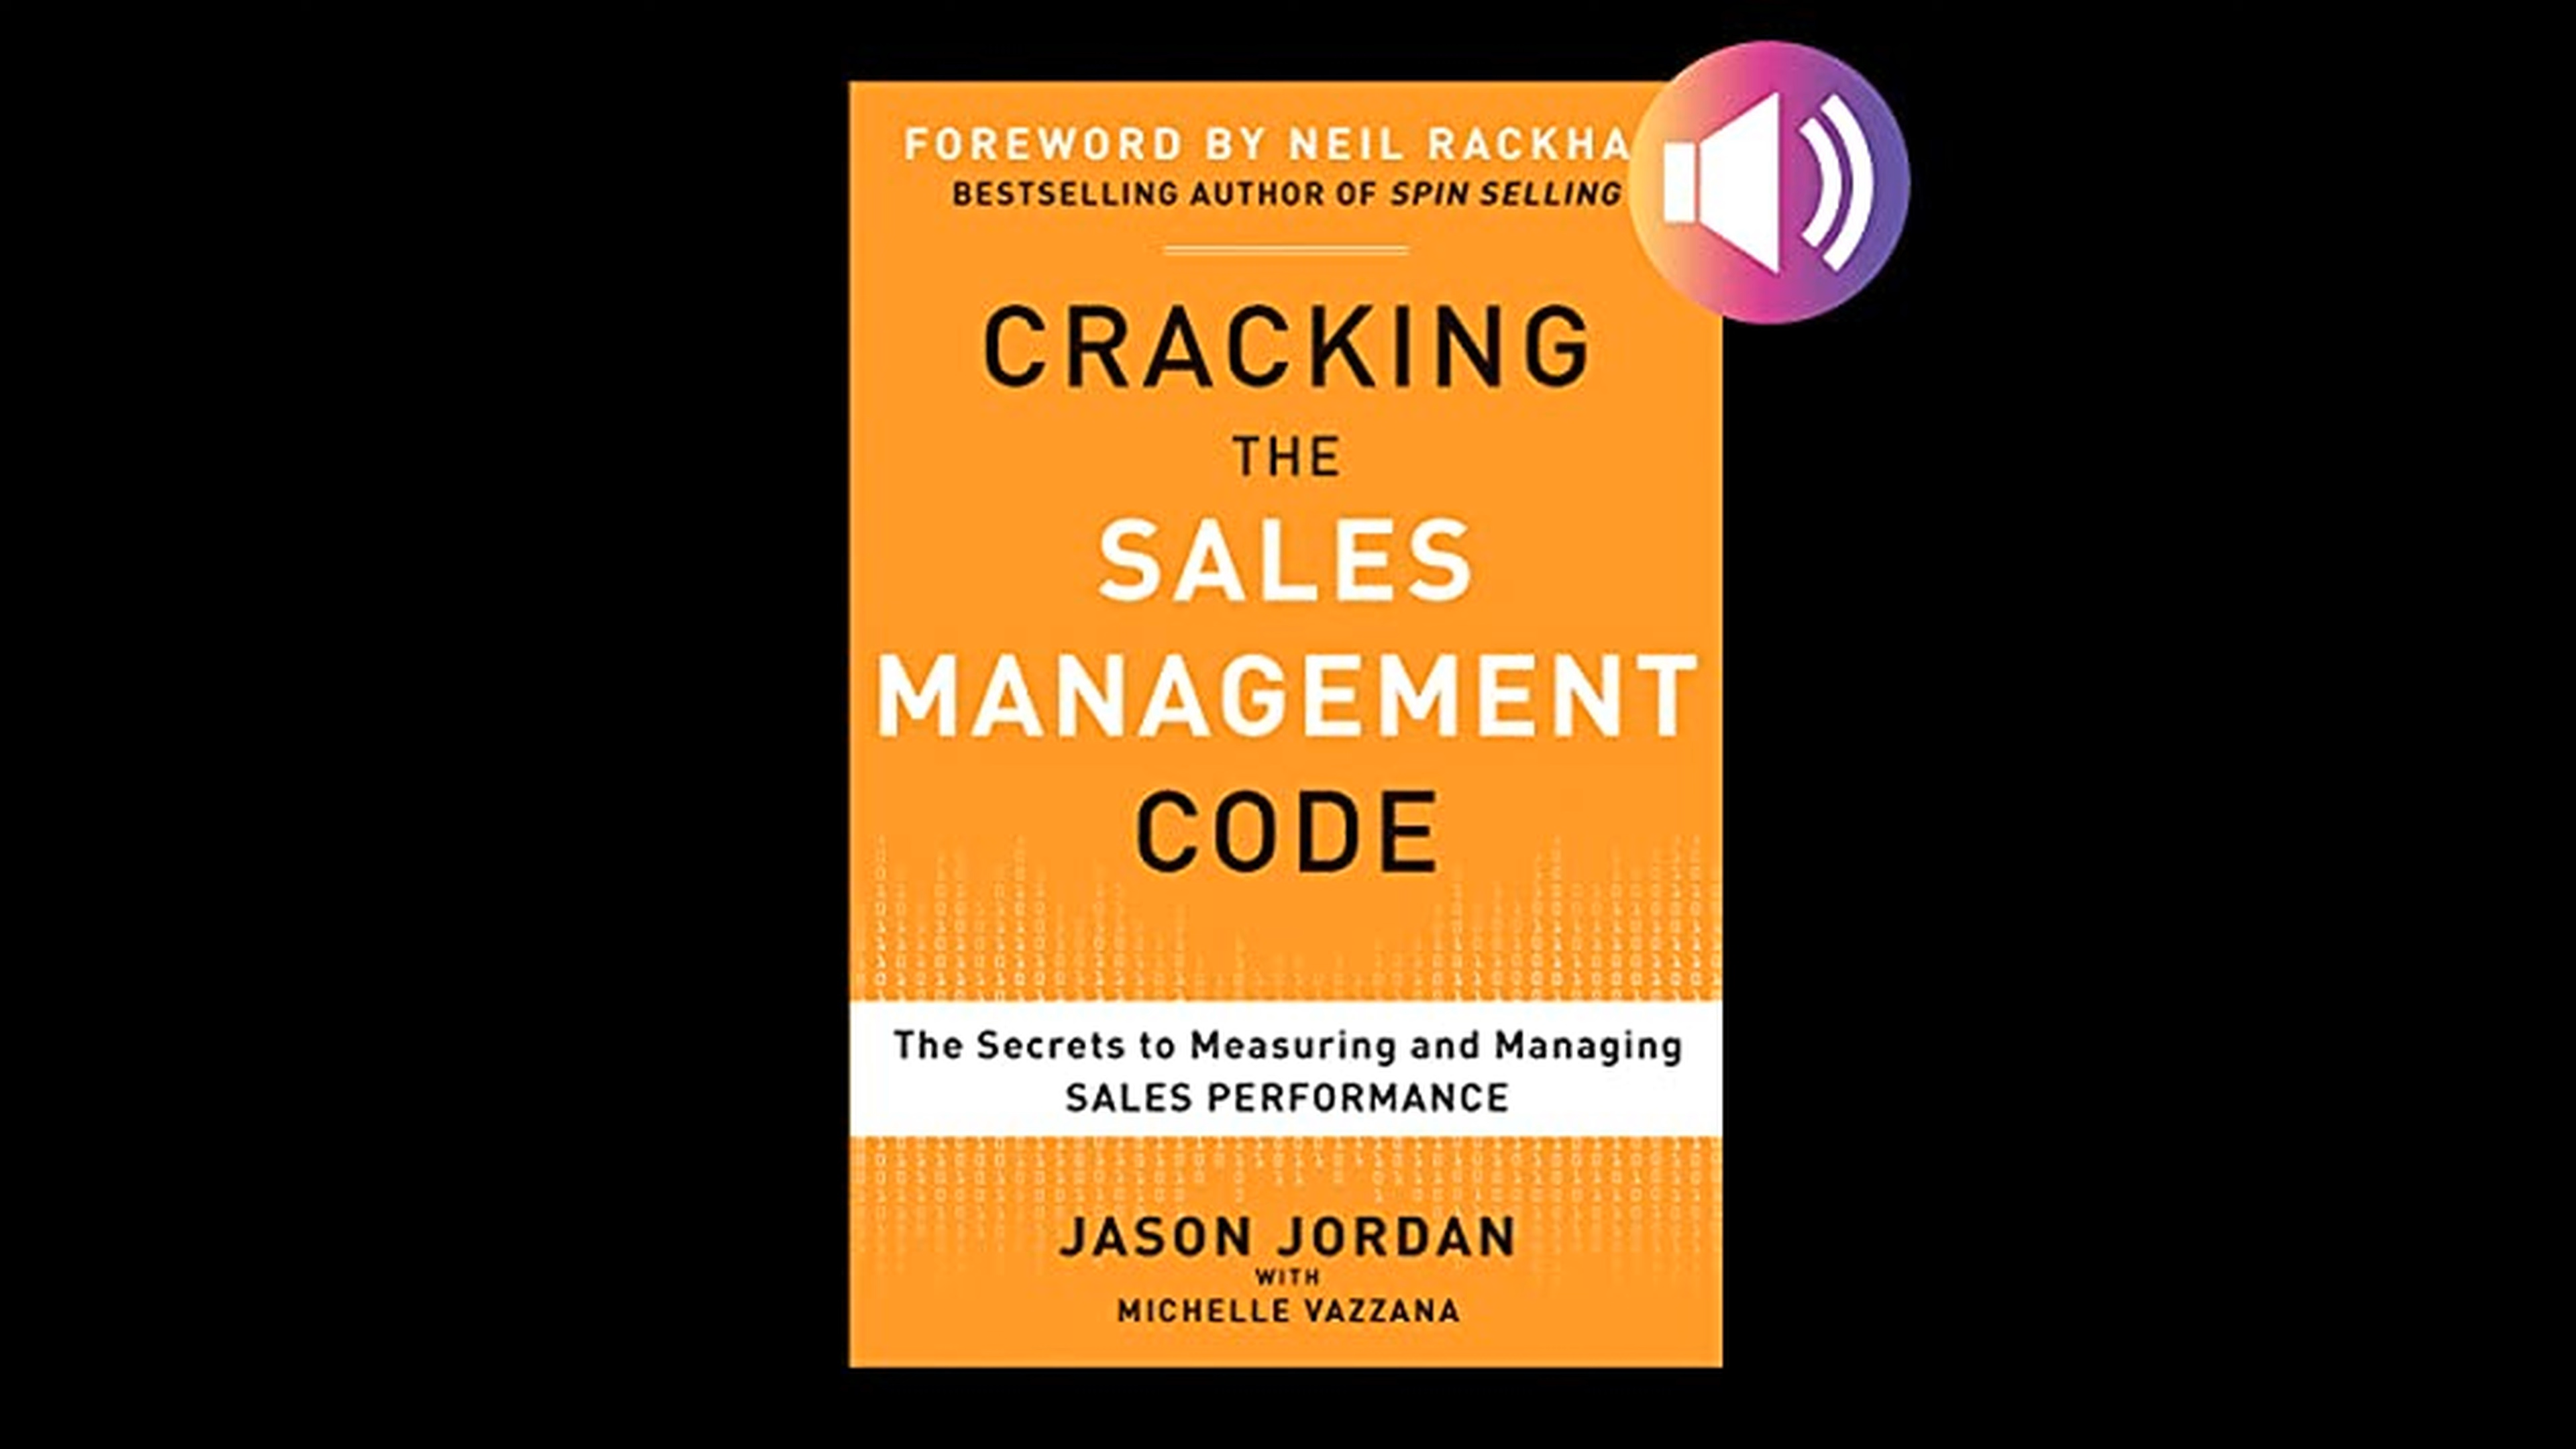 FOREWORD BY NEIL RACKHA
BESTSELLING AUTHOR OF SPIN SELLING
CRACKING
THE
SALES
MANAGEMENT
CODE
The Secrets to Measuring and Managing
SALES PERFORMANCE
JASON JORDAN
WITH
MICHELLE VAZZANA